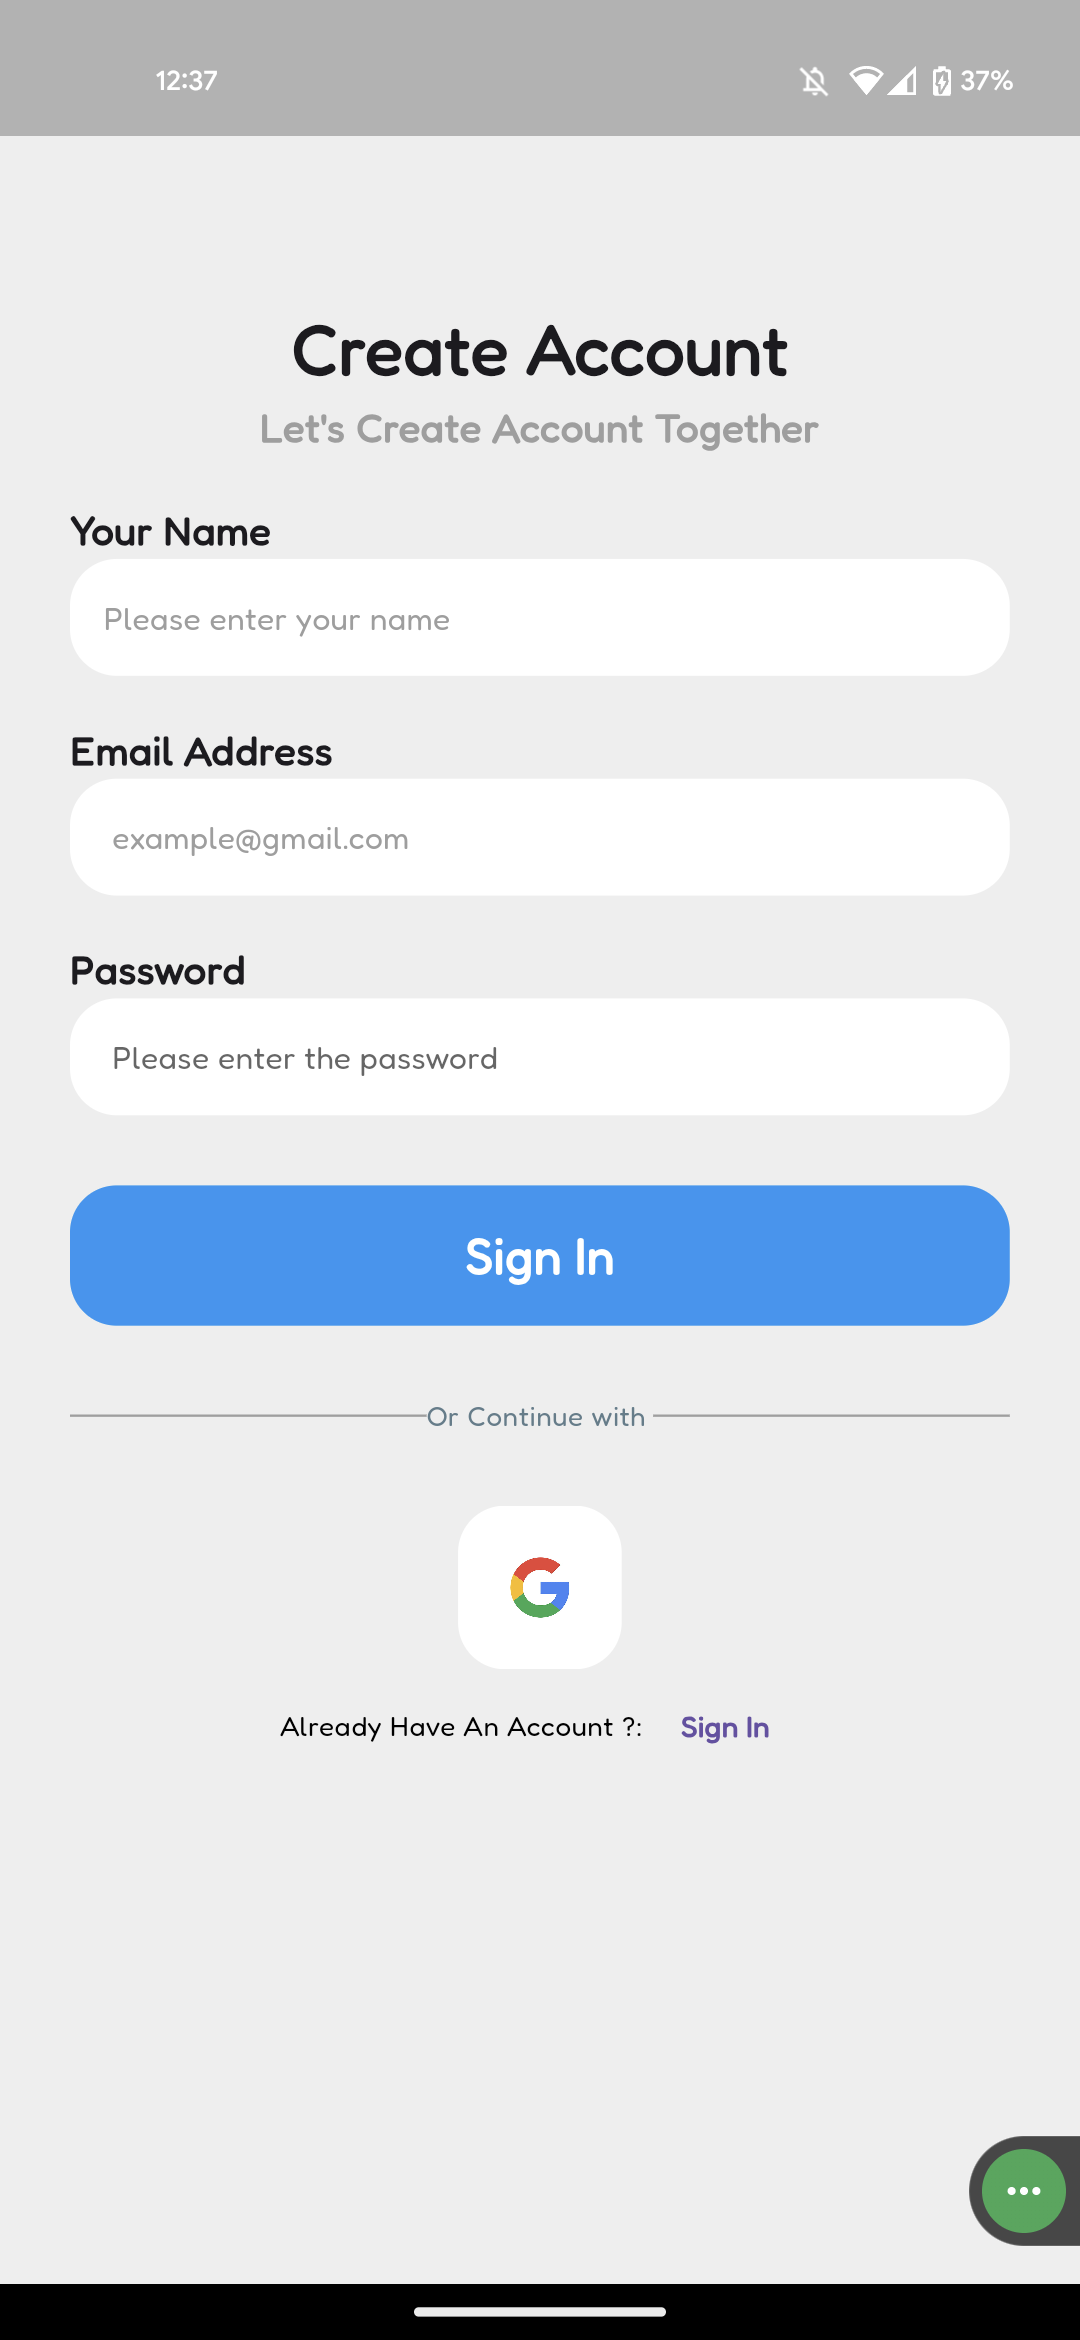 12:37 37%
Create Account
Let's Create Account Together
Your Name
Please enter your name
Email Address
example@gmail.com
Password
Please enter the password
Sign In
Or Continue with
Already Have An Account ?: Sign In